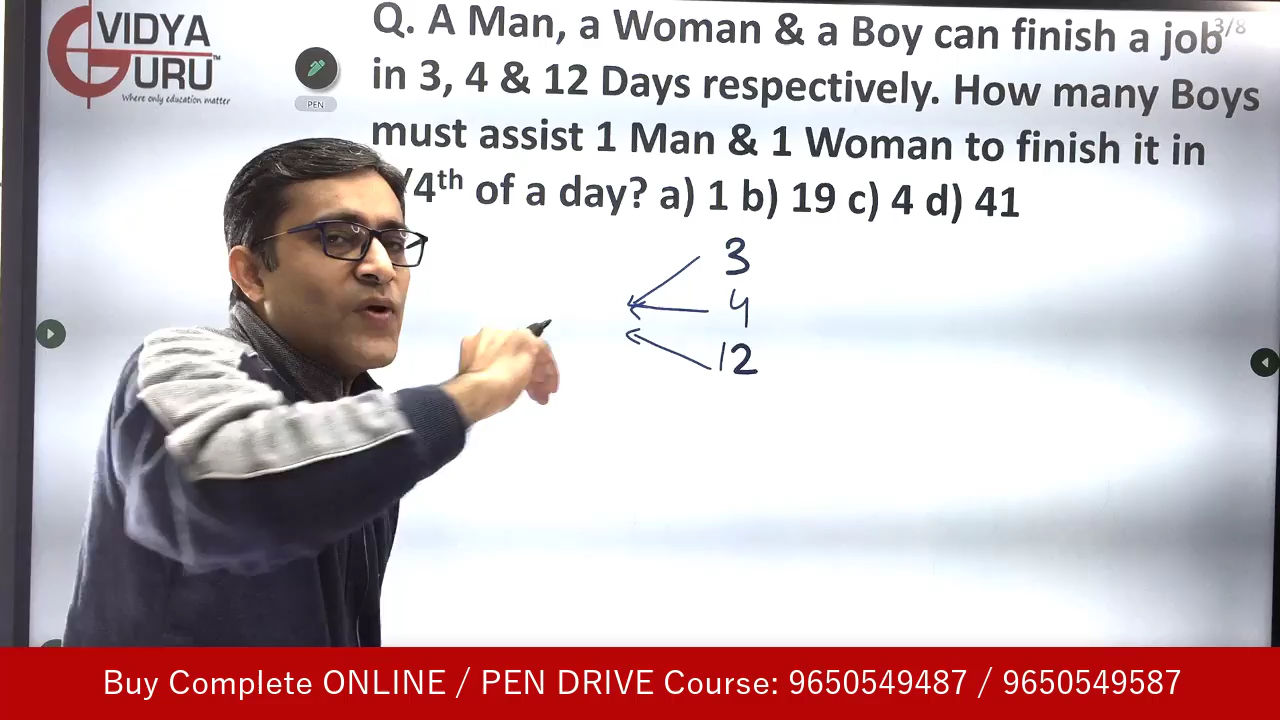 VIDYA
GURU
TM
Where only education matter
PEN
3/8
Q. A Man, a Woman & a Boy can finish a job
in 3, 4 & 12 Days respectively. How many Boys
must assist 1 Man & 1 Woman to finish it in
/4th of a day? a) 1 b) 19 c) 4 d) 41
3
4
12
Buy Complete ONLINE / PEN DRIVE Course: 9650549487 / 9650549587